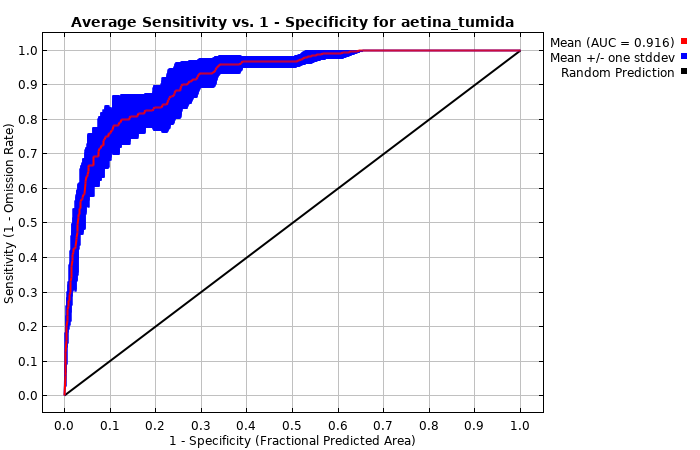 Average Sensitivity vs. 1 - Specificity for aetina_tumida
Mean (AUC = 0.916)
Mean +/- one stddev
Random Prediction
Sensitivity (1 - Omission Rate)
1.0
0.9
0.8
0.7
0.6
0.5
0.4
0.3
0.2
0.1
0.0
0.0 0.1 0.2 0.3 0.4 0.5 0.6 0.7 0.8 0.9 1.0
1 - Specificity (Fractional Predicted Area)